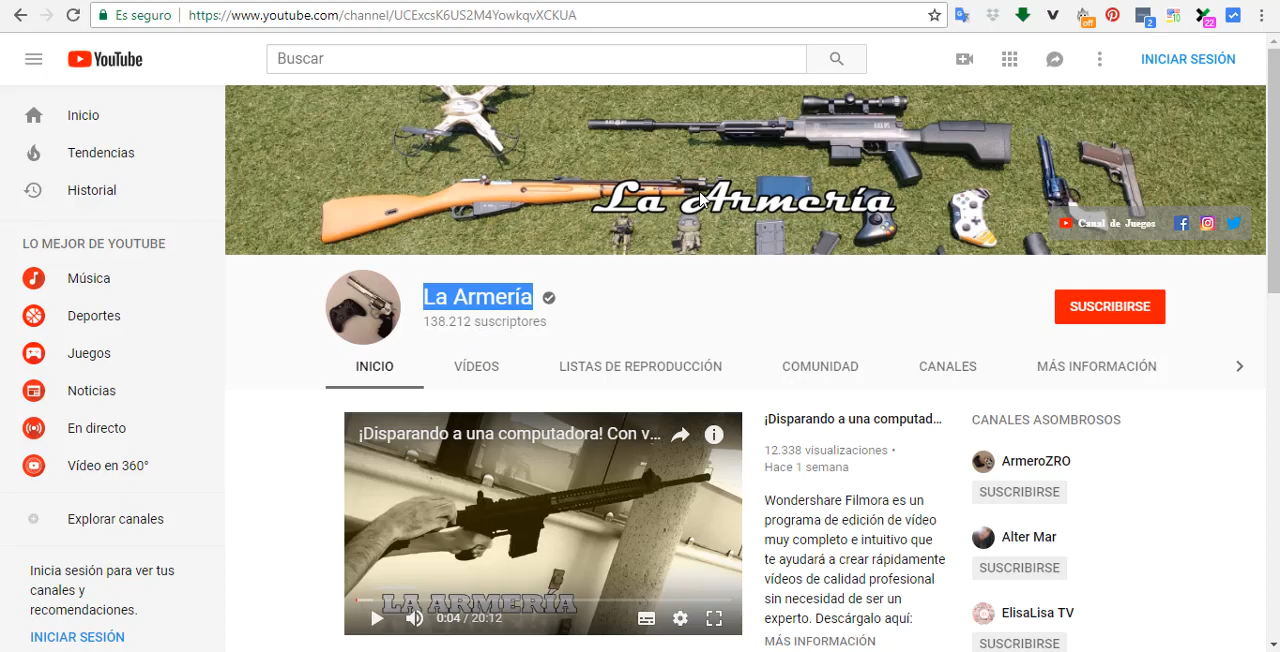 Es seguro
https://www.youtube.com/channel/UCExcsK6US2M4YowkqvXCKUA
off
2
10
22
YouTube
Buscar
INICIAR SESIÓN
Inicio
Tendencias
Historial
LO MEJOR DE YOUTUBE
Música
Deportes
Juegos
Noticias
En directo
Vídeo en 360°
Explorar canales
Inicia sesión para ver tus
canales y
recomendaciones.
INICIAR SESIÓN
La Armería
Canal de Juegos
La Armería
138.212 suscriptores
SUSCRIBIRSE
INICIO
VÍDEOS
LISTAS DE REPRODUCCIÓN
COMUNIDAD
CANALES
MÁS INFORMACIÓN
¡Disparando a una computadora! Con v...
LA ARMERÍA
0:04 / 20:12
¡Disparando a una computad...
12.338 visualizaciones •
Hace 1 semana
Wondershare Filmora es un
programa de edición de vídeo
muy completo e intuitivo que
te ayudará a crear rápidamente
vídeos de calidad profesional
sin necesidad de ser un
experto. Descárgalo aquí:
MÁS INFORMACIÓN
CANALES ASOMBROSOS
ArmeroZRO
SUSCRIBIRSE
Alter Mar
SUSCRIBIRSE
ElisaLisa TV
SUSCRIBIRSE